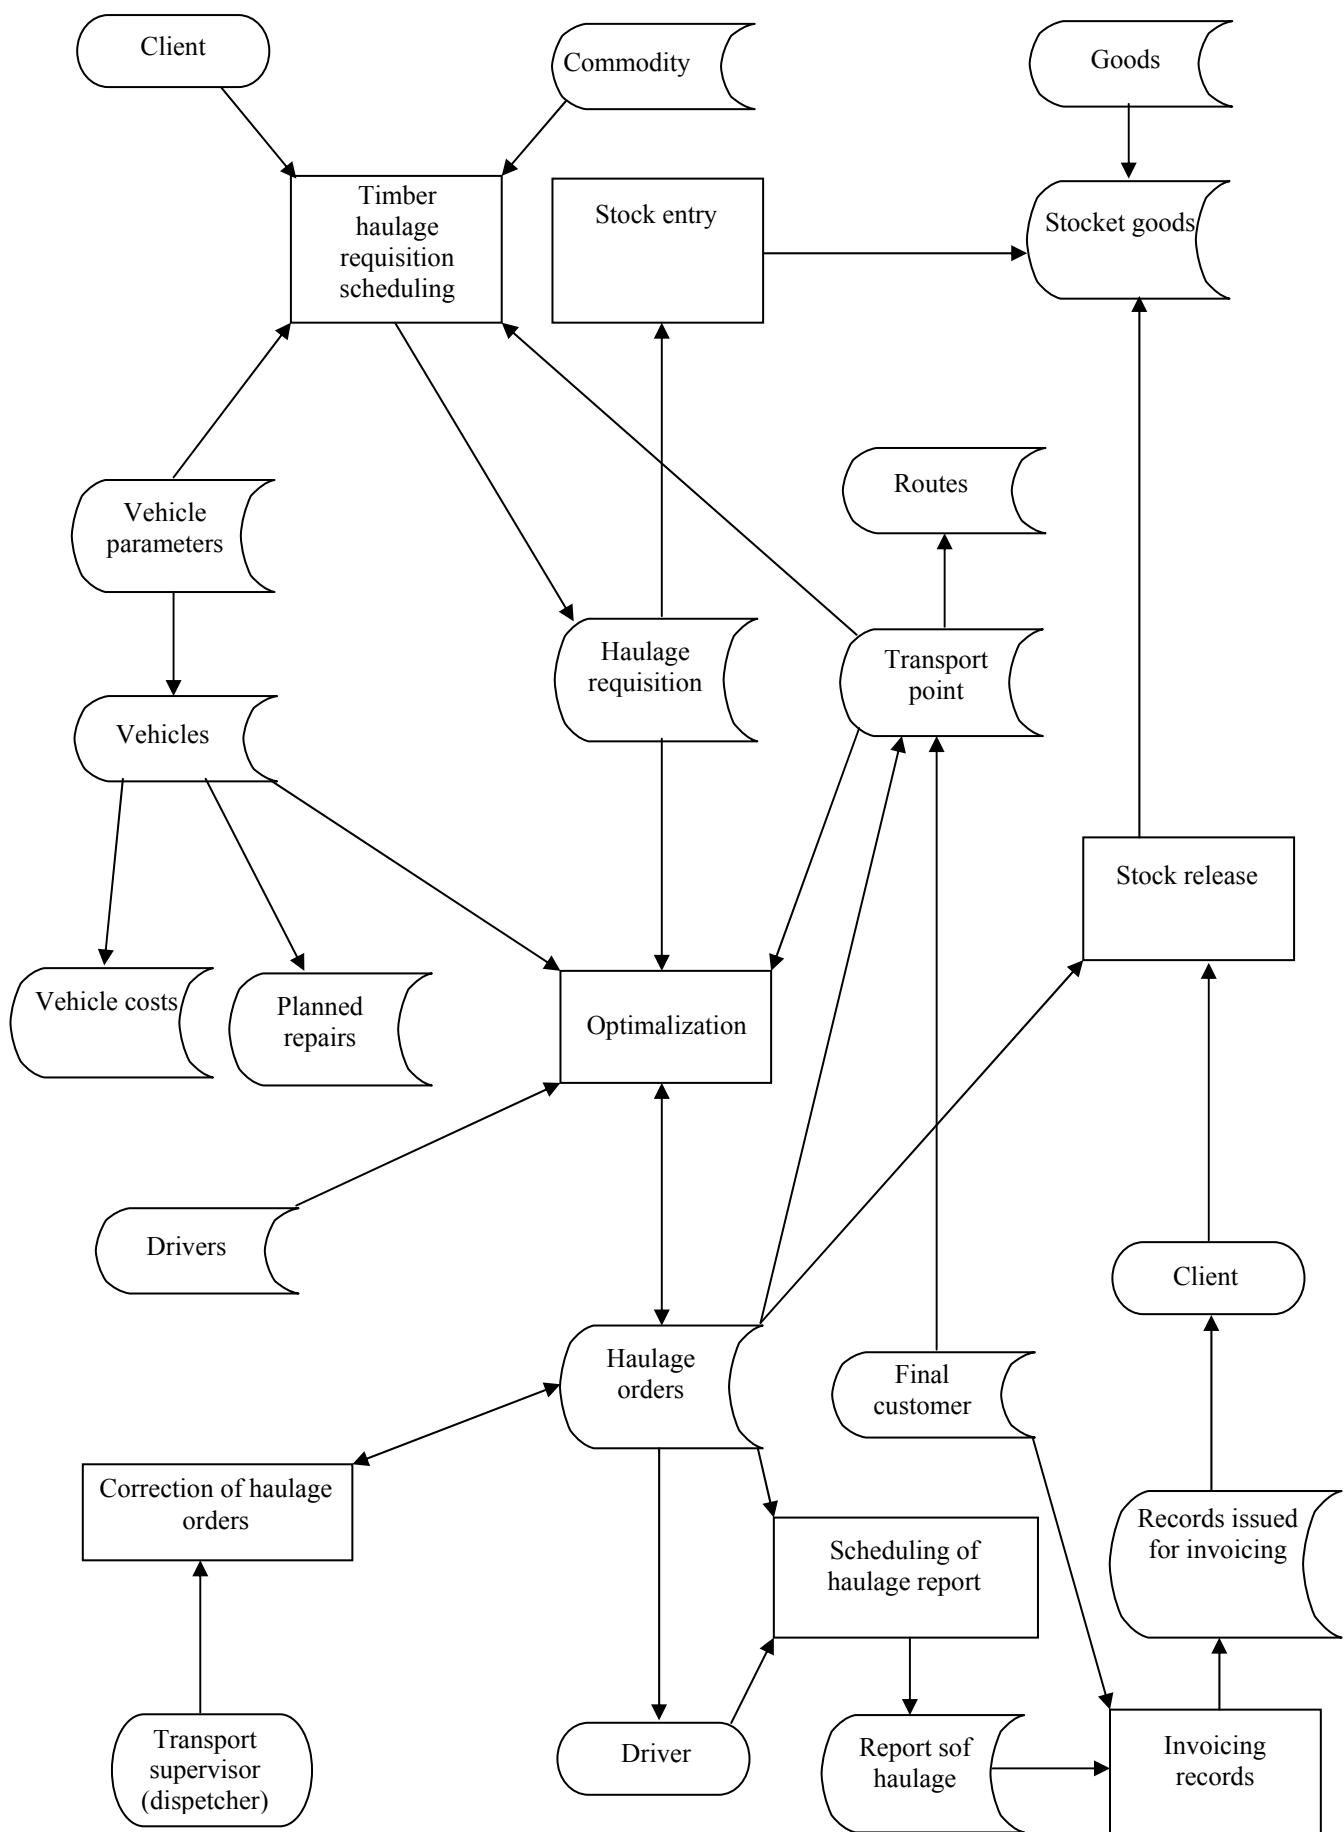 Client
Commodity
Goods
Timber
haulage
requisition
scheduling
Stock entry
Stocket goods
Routes
Vehicle
parameters
Haulage
requisition
Transport
point
Vehicles
Stock release
Vehicle costs
Planned
repairs
Optimalization
Drivers
Client
Haulage
orders
Final
customer
Correction of haulage
orders
Records issued
for invoicing
Scheduling of
haulage report
Transport
supervisor
(dispetcher)
Driver
Report sof
haulage
Invoicing
records